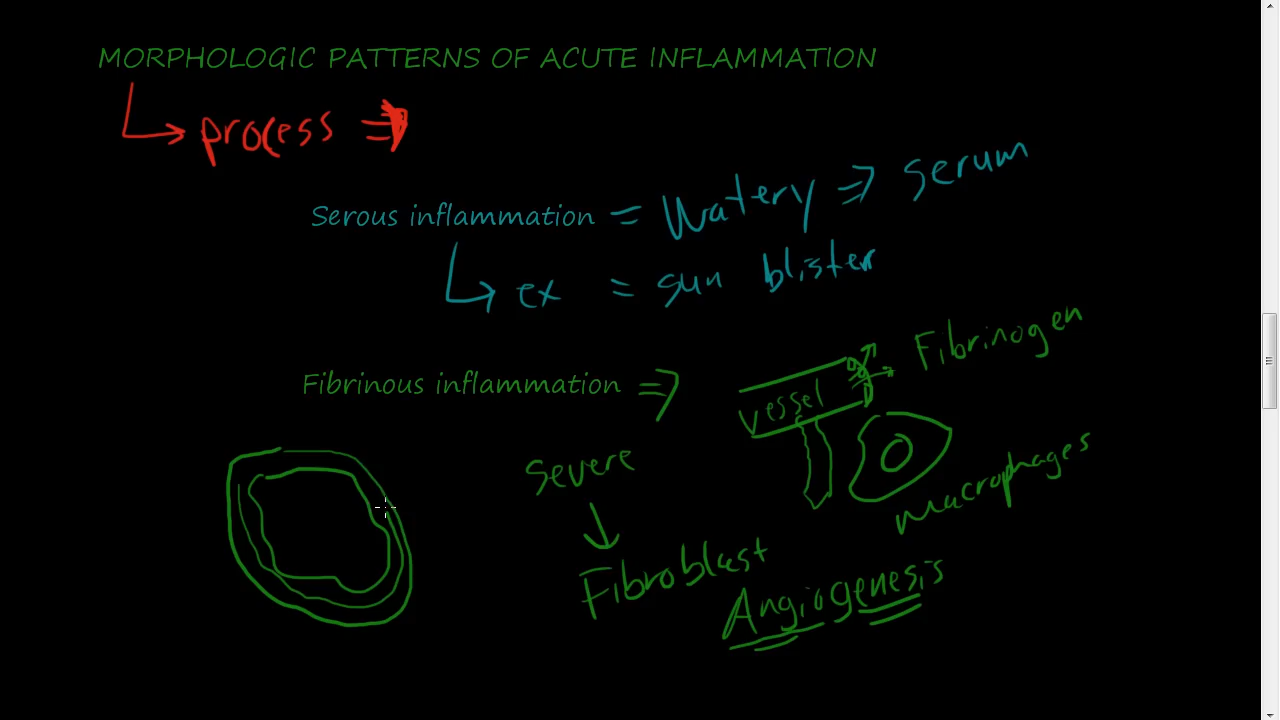 MORPHOLOGIC PATTERNS OF ACUTE INFLAMMATION
process ⇒
Serous inflammation = Watery ⇒ serum
ex = sun blister
Fibrinous inflammation ⇒
vessel
Fibrinogen
Severe
macrophages
Fibroblast
Angiogenesis